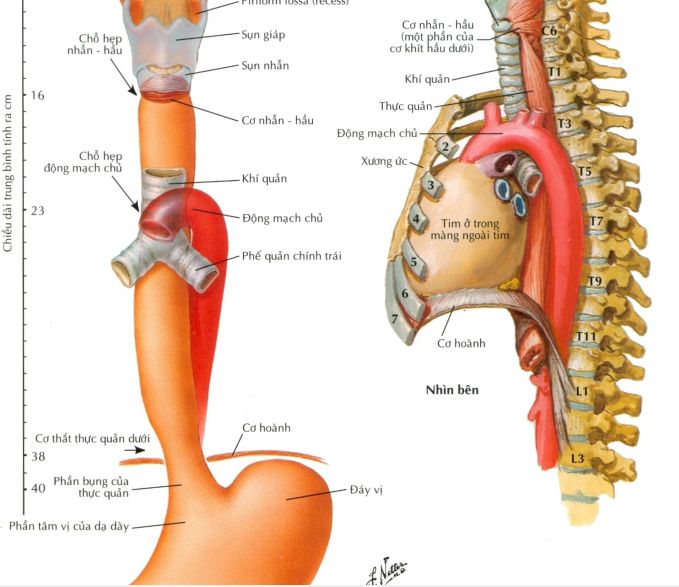 Piriform fossa (recess)
Chỗ hẹp
nhẫn - hầu
Sụn giáp
Sụn nhẫn
16
Cơ nhẫn - hầu
Chỗ hẹp
động mạch chủ
Khí quản
23
Động mạch chủ
Phế quản chính trái
Chiều dài trung bình tính ra cm
Cơ thắt thực quản dưới
Cơ hoành
38
Phần bụng của
thực quản
40
Đáy vị
Phần tâm vị của dạ dày
Cơ nhẫn - hầu
(một phần của
cơ khít hầu dưới)
C6
Khí quản
T1
Thực quản
T3
Động mạch chủ
2
Xương ức
T5
3
4
Tim ở trong
màng ngoài tim
T7
5
6
T9
7
Cơ hoành
T11
Nhìn bên
L1
L3
F. Netter
M.D.